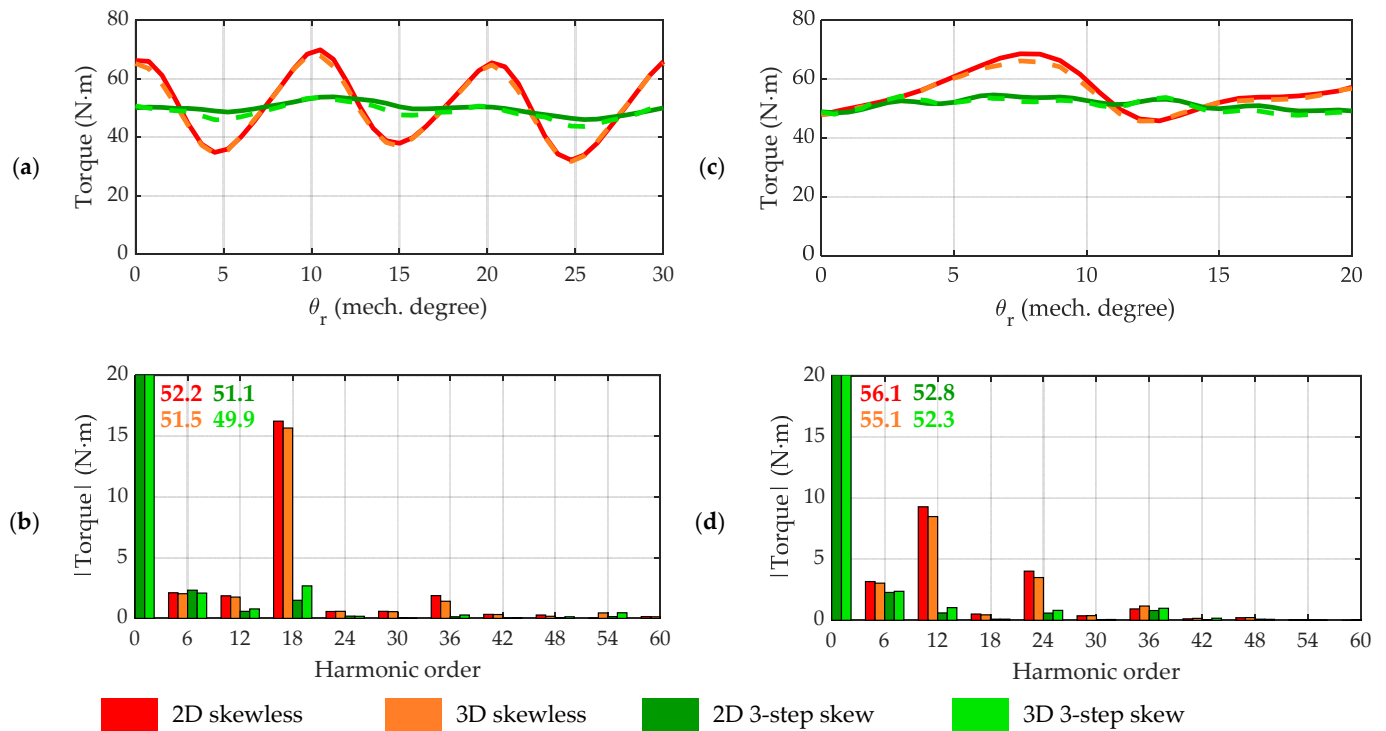 (a)
Torque (N·m)
80
60
40
20
0
0 5 10 15 20 25 30
θr (mech. degree)
(c)
Torque (N·m)
80
60
40
20
0
0 5 10 15 20
θr (mech. degree)
(b)
|Torque| (N·m)
20
15
10
5
0
52.2 51.1
51.5 49.9
0 6 12 18 24 30 36 42 48 54 60
Harmonic order
(d)
|Torque| (N·m)
20
15
10
5
0
56.1 52.8
55.1 52.3
0 6 12 18 24 30 36 42 48 54 60
Harmonic order
2D skewless 3D skewless 2D 3-step skew 3D 3-step skew